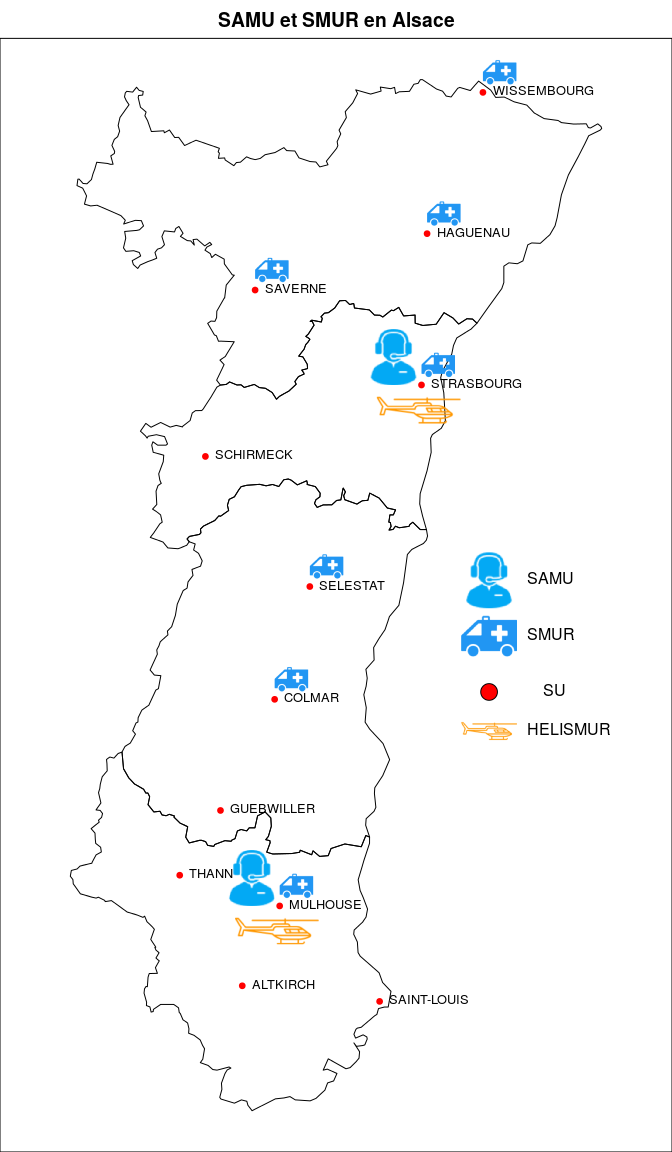 SAMU et SMUR en Alsace
WISSEMBOURG
HAGUENAU
SAVERNE
STRASBOURG
SCHIRMECK
SELESTAT
COLMAR
GUEBWILLER
THANN
MULHOUSE
ALTKIRCH
SAINT-LOUIS
SAMU
SMUR
SU
HELISMUR